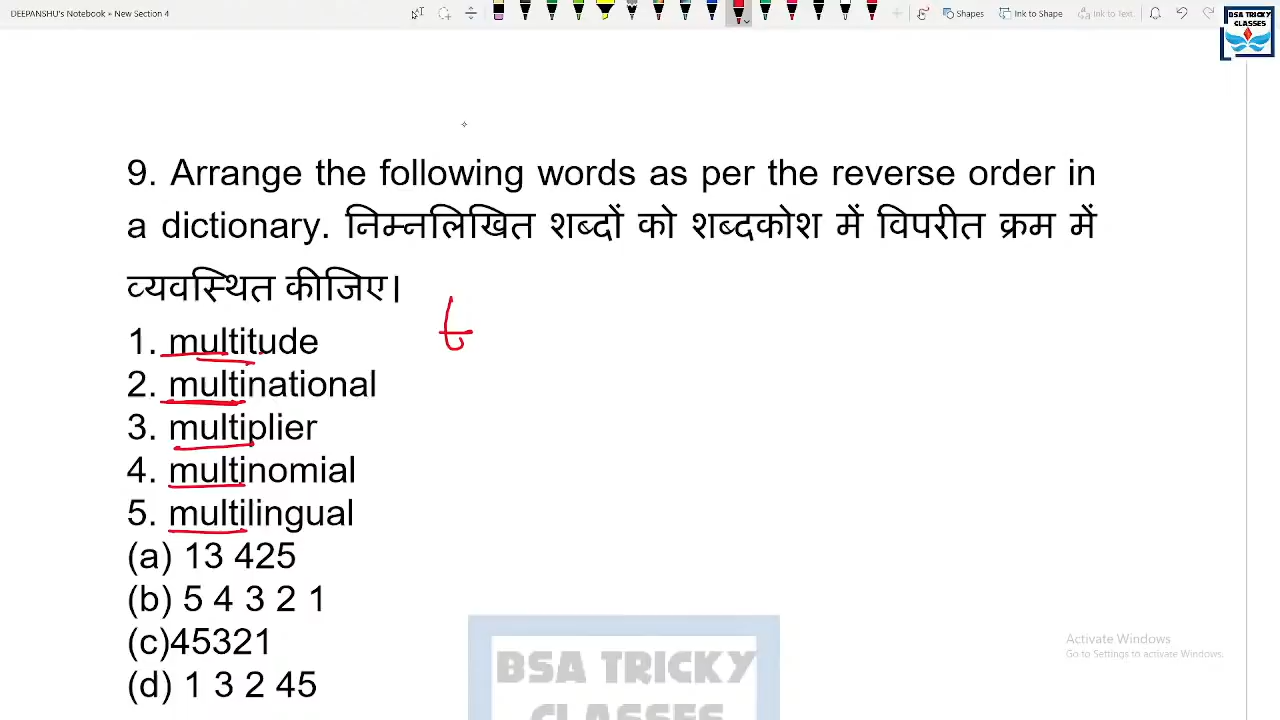 DEEPANSHU's Notebook » New Section 4
Shapes Ink to Shape Ink to Text
BSA TRICKY
CLASSES
9. Arrange the following words as per the reverse order in
a dictionary. निम्नलिखित शब्दों को शब्दकोश में विपरीत क्रम में
व्यवस्थित कीजिए।
t
1. multitude
2. multinational
3. multiplier
4. multinomial
5. multilingual
(a) 13 425
(b) 5 4 3 2 1
(c)45321
(d) 1 3 2 45
BSA TRICKY
CLASSES
Activate Windows
Go to Settings to activate Windows.